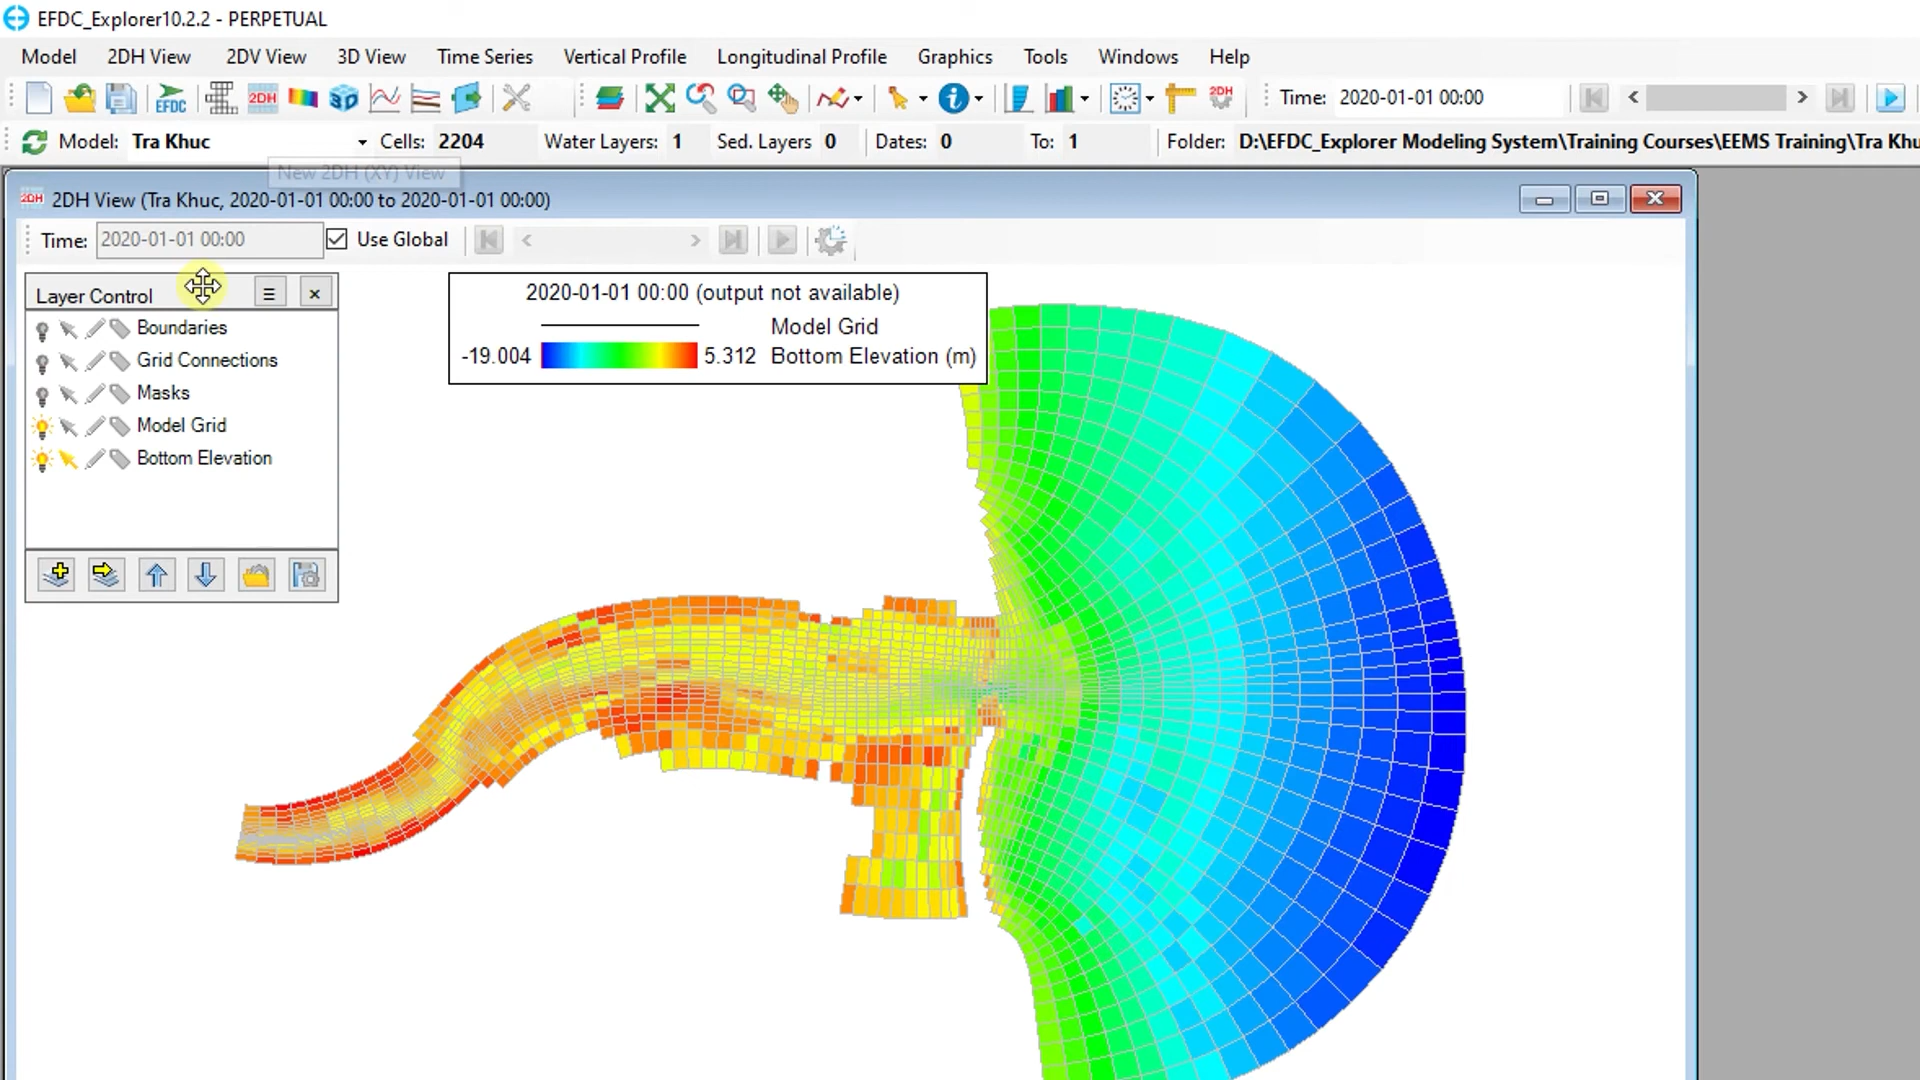 EFDC_Explorer10.2.2 - PERPETUAL
Model 2DH View 2DV View 3D View Time Series Vertical Profile Longitudinal Profile Graphics Tools Windows Help
EFDC 2DH 3D 2DH Time: 2020-01-01 00:00
Model: Tra Khuc Cells: 2204 Water Layers: 1 Sed. Layers 0 Dates: 0 To: 1 Folder: D:\EFDC_Explorer Modeling System\Training Courses\EEMS Training\Tra Khu
New 2DH (XY) View
2DH 2DH View (Tra Khuc, 2020-01-01 00:00 to 2020-01-01 00:00)
Time: 2020-01-01 00:00 Use Global
Layer Control
Boundaries
Grid Connections
Masks
Model Grid
Bottom Elevation
2020-01-01 00:00 (output not available)
Model Grid
-19.004 5.312 Bottom Elevation (m)